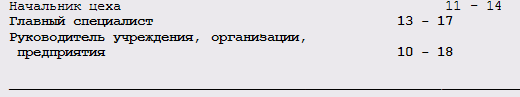 Начальник цеха 11 - 14
Главный специалист 13 - 17
Руководитель учреждения, организации,
предприятия 10 - 18